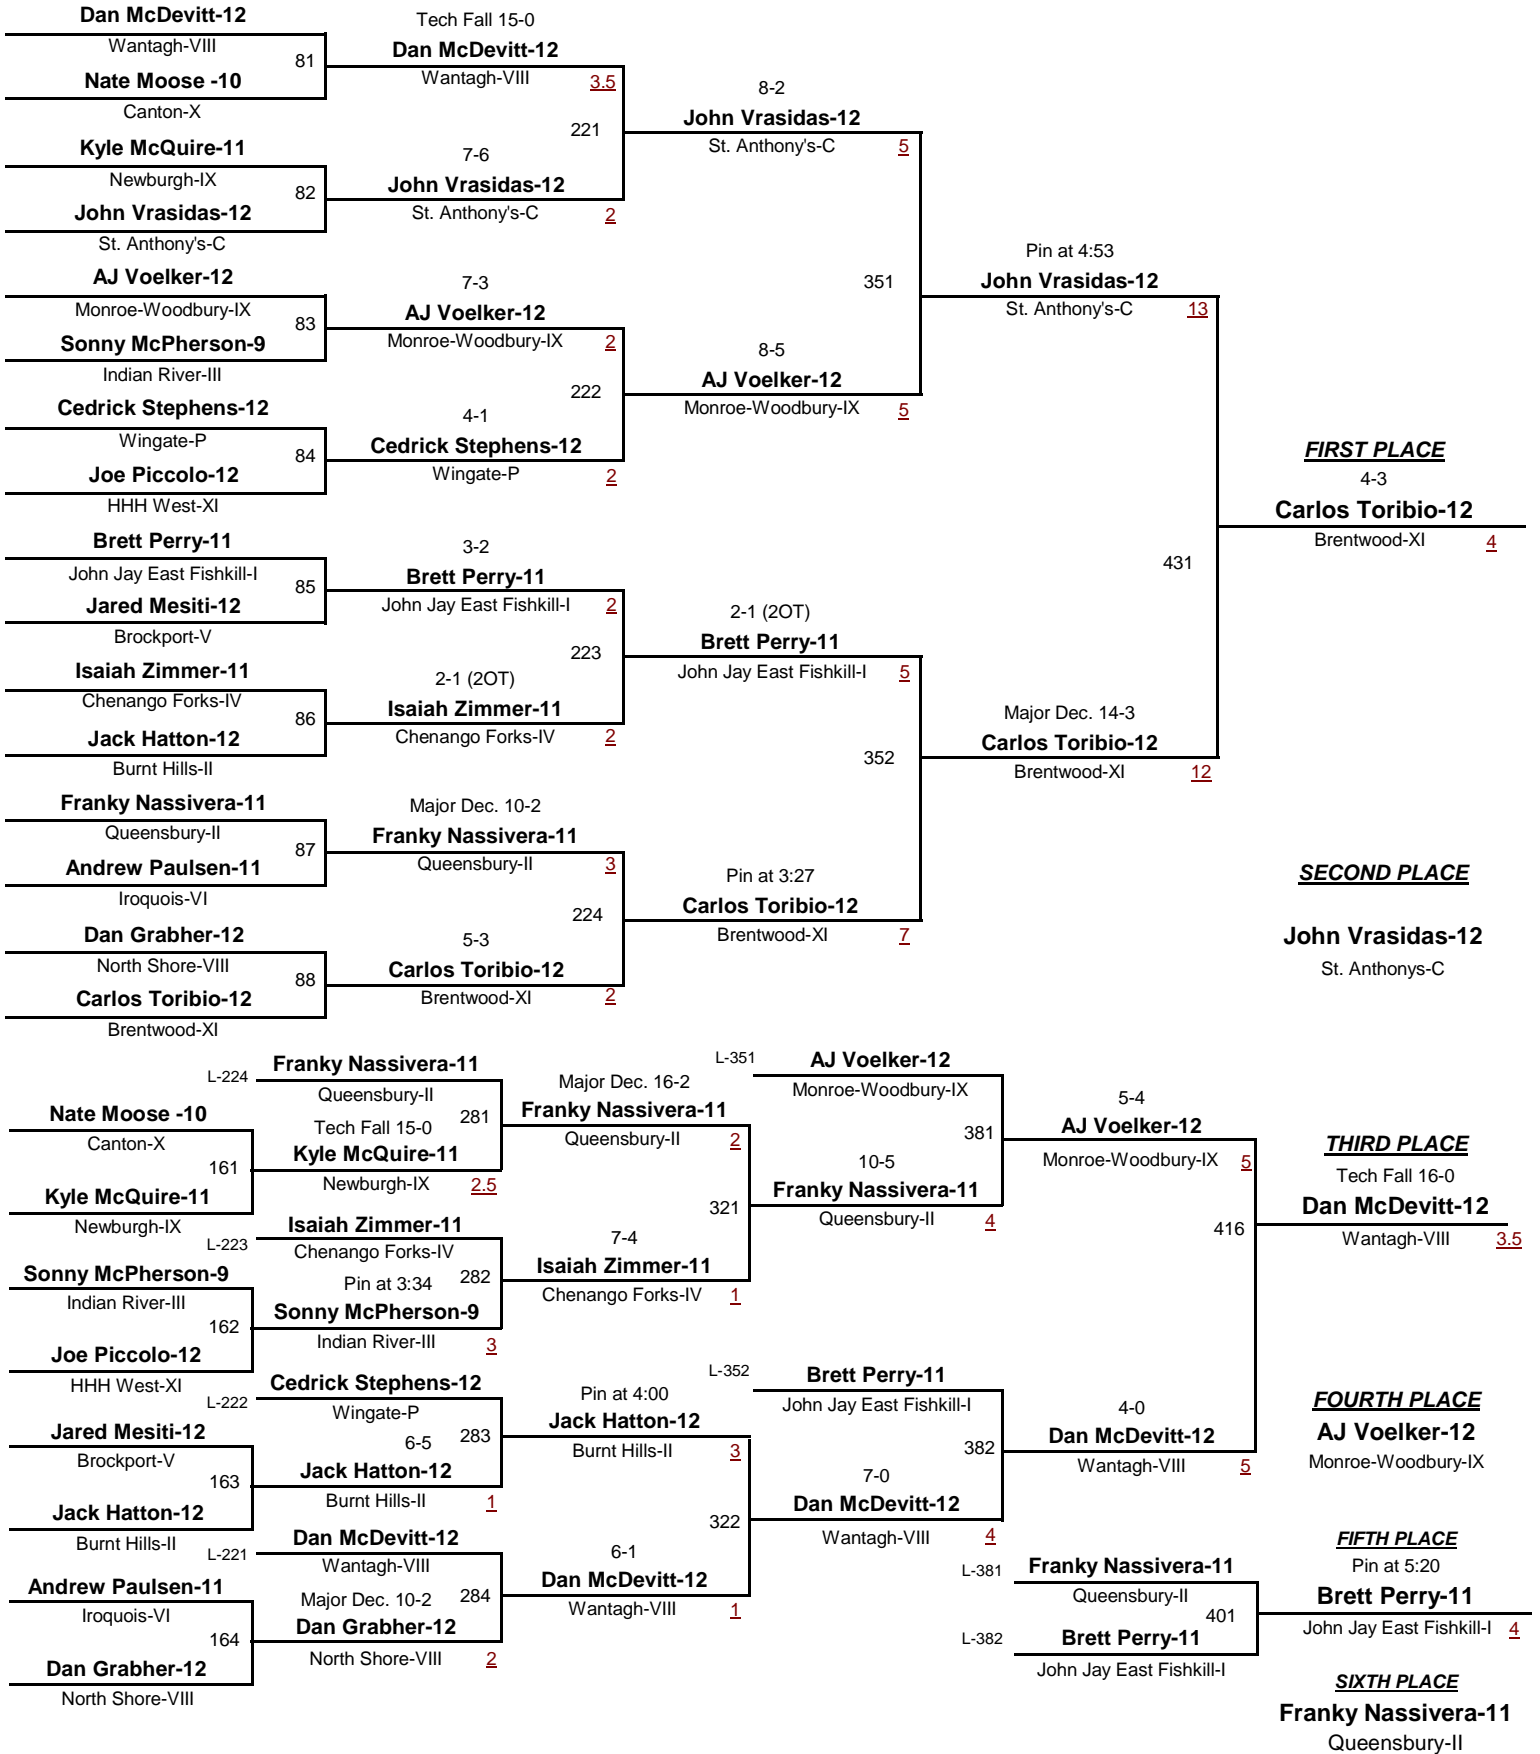 Dan McDevitt-12
Wantagh-VIII
81
Nate Moose -10
Canton-X
Kyle McQuire-11
Newburgh-IX
82
John Vrasidas-12
St. Anthony's-C
AJ Voelker-12
Monroe-Woodbury-IX
83
Sonny McPherson-9
Indian River-III
Cedrick Stephens-12
Wingate-P
84
Joe Piccolo-12
HHH West-XI
Brett Perry-11
John Jay East Fishkill-I
85
Jared Mesiti-12
Brockport-V
Isaiah Zimmer-11
Chenango Forks-IV
86
Jack Hatton-12
Burnt Hills-II
Franky Nassivera-11
Queensbury-II
87
Andrew Paulsen-11
Iroquois-VI
Dan Grabher-12
North Shore-VIII
88
Carlos Toribio-12
Brentwood-XI
Tech Fall 15-0
Dan McDevitt-12
Wantagh-VIII 3.5
221
7-6
John Vrasidas-12
St. Anthony's-C 2
7-3
AJ Voelker-12
Monroe-Woodbury-IX 2
222
4-1
Cedrick Stephens-12
Wingate-P 2
3-2
Brett Perry-11
John Jay East Fishkill-I 2
223
2-1 (2OT)
Isaiah Zimmer-11
Chenango Forks-IV 2
Major Dec. 10-2
Franky Nassivera-11
Queensbury-II 3
224
5-3
Carlos Toribio-12
Brentwood-XI 2
8-2
John Vrasidas-12
St. Anthony's-C 5
351
8-5
AJ Voelker-12
Monroe-Woodbury-IX 5
2-1 (2OT)
Brett Perry-11
John Jay East Fishkill-I 5
352
Pin at 3:27
Carlos Toribio-12
Brentwood-XI 7
Pin at 4:53
John Vrasidas-12
St. Anthony's-C 13
431
Major Dec. 14-3
Carlos Toribio-12
Brentwood-XI 12
FIRST PLACE
4-3
Carlos Toribio-12
Brentwood-XI 4
SECOND PLACE
John Vrasidas-12
St. Anthonys-C
Nate Moose -10
Canton-X
161
Kyle McQuire-11
Newburgh-IX
Sonny McPherson-9
Indian River-III
162
Joe Piccolo-12
HHH West-XI
Jared Mesiti-12
Brockport-V
163
Jack Hatton-12
Burnt Hills-II
Andrew Paulsen-11
Iroquois-VI
164
Dan Grabher-12
North Shore-VIII
L-224 Franky Nassivera-11
Queensbury-II
281
Tech Fall 15-0
Kyle McQuire-11
Newburgh-IX 2.5
L-223 Isaiah Zimmer-11
Chenango Forks-IV
282
Pin at 3:34
Sonny McPherson-9
Indian River-III 3
L-222 Cedrick Stephens-12
Wingate-P
283
6-5
Jack Hatton-12
Burnt Hills-II 1
L-221 Dan McDevitt-12
Wantagh-VIII
284
Major Dec. 10-2
Dan Grabher-12
North Shore-VIII 2
Major Dec. 16-2
Franky Nassivera-11
Queensbury-II 2
321
7-4
Isaiah Zimmer-11
Chenango Forks-IV 1
Pin at 4:00
Jack Hatton-12
Burnt Hills-II 3
322
6-1
Dan McDevitt-12
Wantagh-VIII 1
L-351 AJ Voelker-12
Monroe-Woodbury-IX
381
10-5
Franky Nassivera-11
Queensbury-II 4
L-352 Brett Perry-11
John Jay East Fishkill-I
382
7-0
Dan McDevitt-12
Wantagh-VIII 4
5-4
AJ Voelker-12
Monroe-Woodbury-IX 5
416
4-0
Dan McDevitt-12
Wantagh-VIII 5
THIRD PLACE
Tech Fall 16-0
Dan McDevitt-12
Wantagh-VIII 3.5
FOURTH PLACE
AJ Voelker-12
Monroe-Woodbury-IX
L-381 Franky Nassivera-11
Queensbury-II
401
L-382 Brett Perry-11
John Jay East Fishkill-I
FIFTH PLACE
Pin at 5:20
Brett Perry-11
John Jay East Fishkill-I 4
SIXTH PLACE
Franky Nassivera-11
Queensbury-II